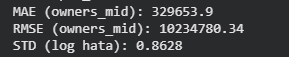 MAE (owners_mid): 329653.9
RMSE (owners_mid): 10234780.34
STD (log hata): 0.8628